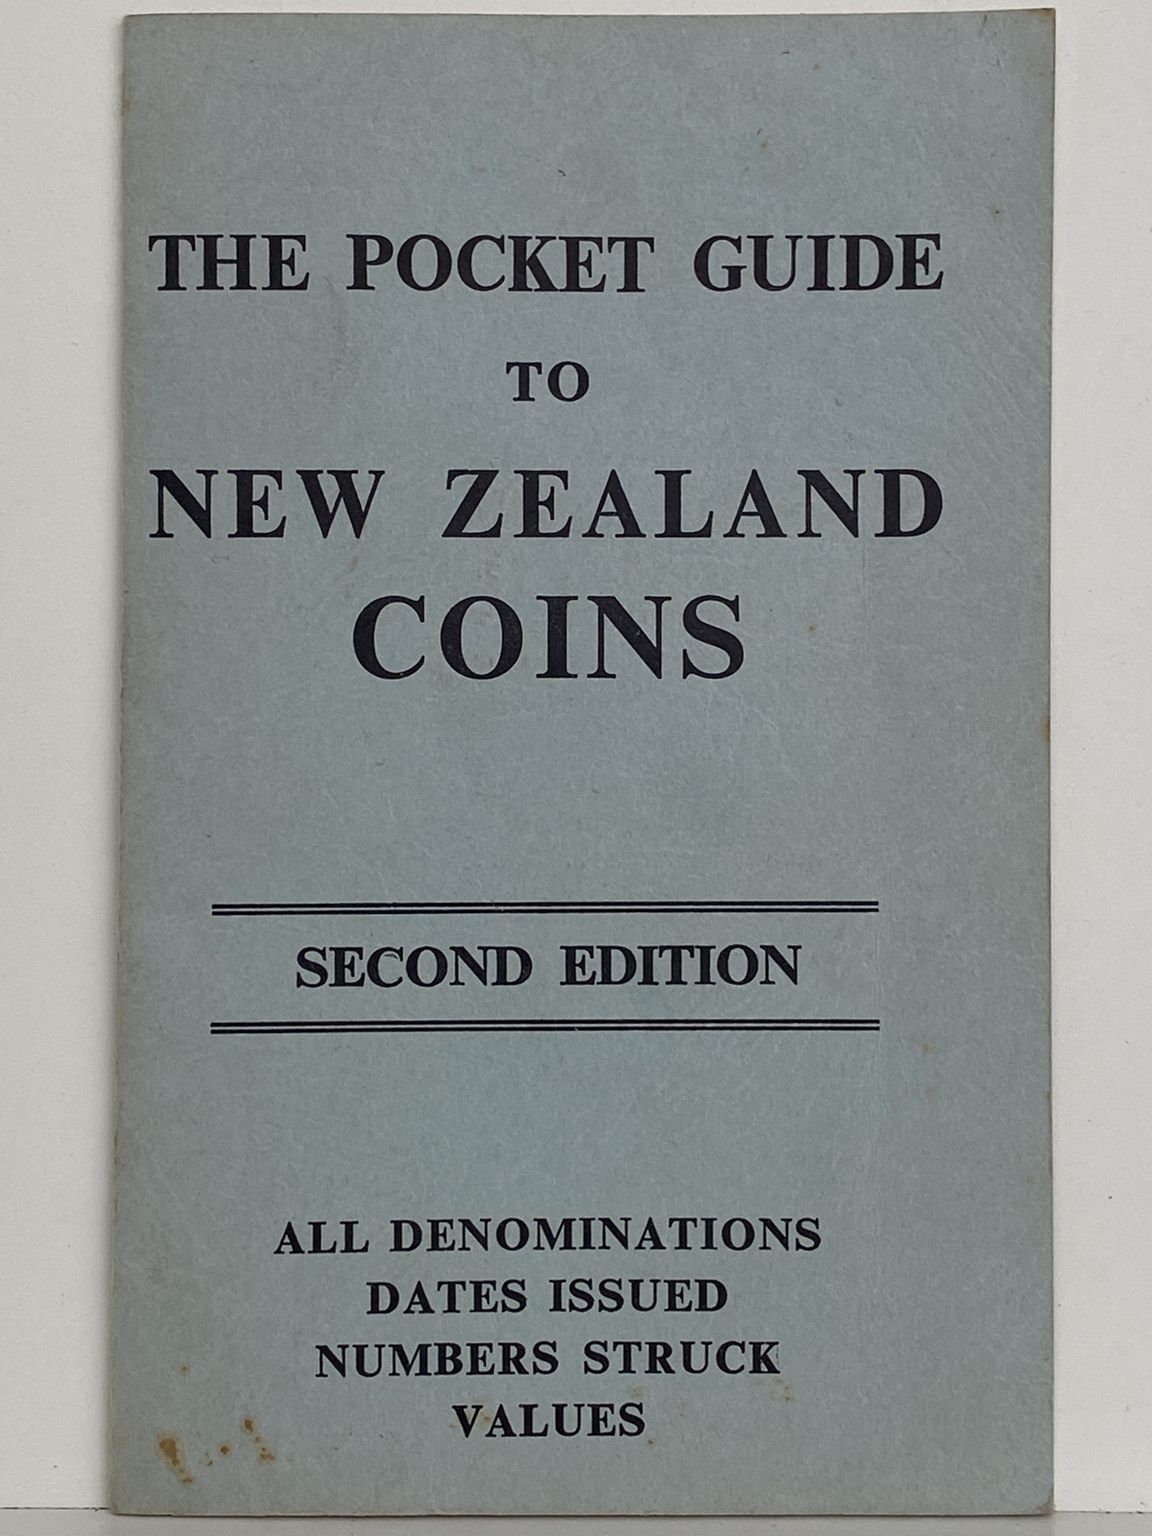 THE POCKET GUIDE
TO
NEW ZEALAND
COINS
SECOND EDITION
ALL DENOMINATIONS
DATES ISSUED
NUMBERS STRUCK
VALUES